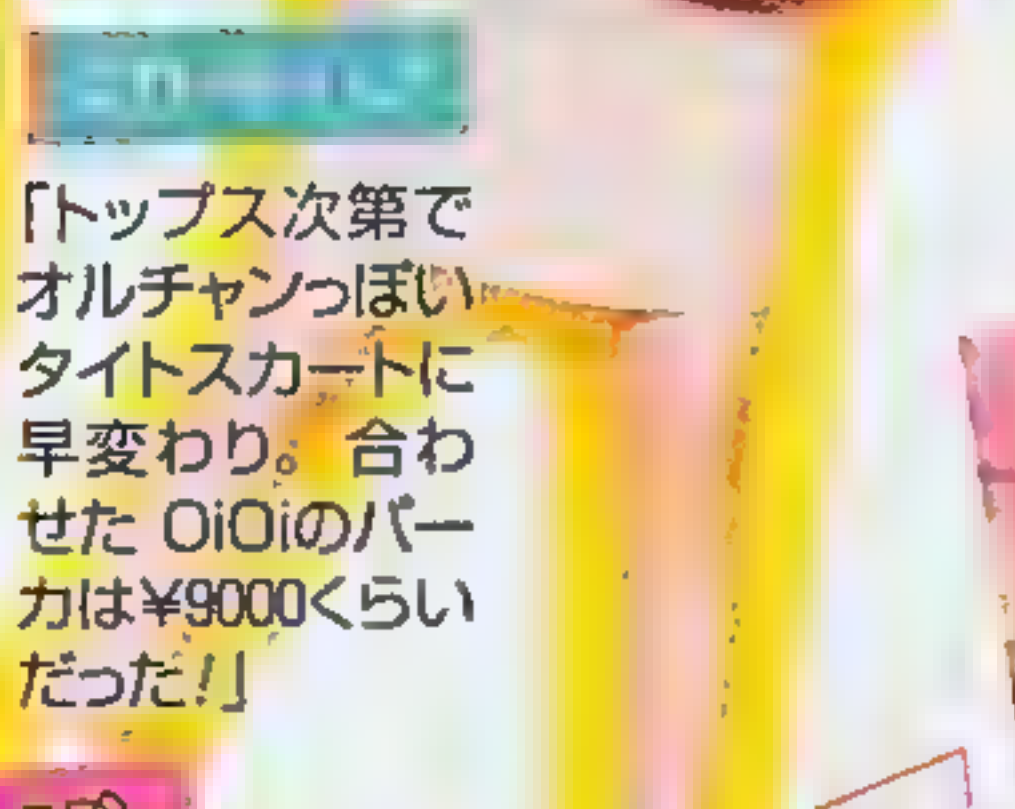 「トップス次第で
オルチャンっぽい
タイトスカートに
早変わり。合わ
せた OiOiのパー
カは¥9000くらい
だった!」